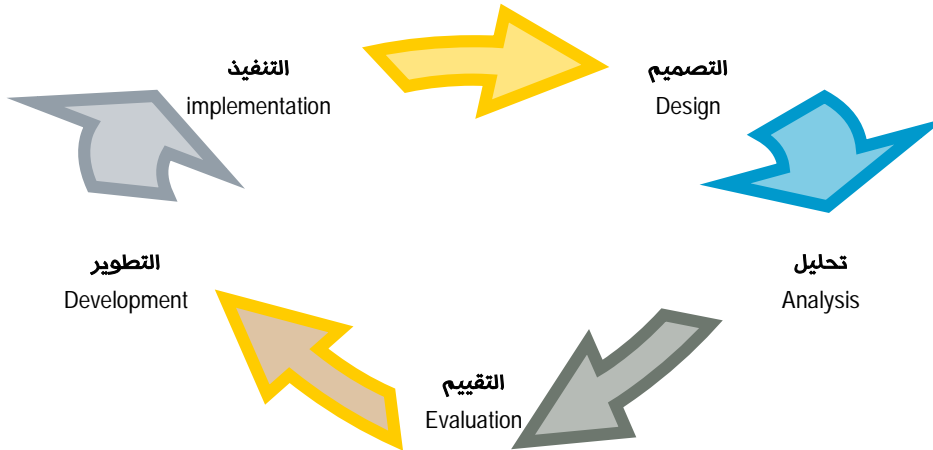 التنفيذ
implementation
التصميم
Design
تحليل
Analysis
التقييم
Evaluation
التطوير
Development